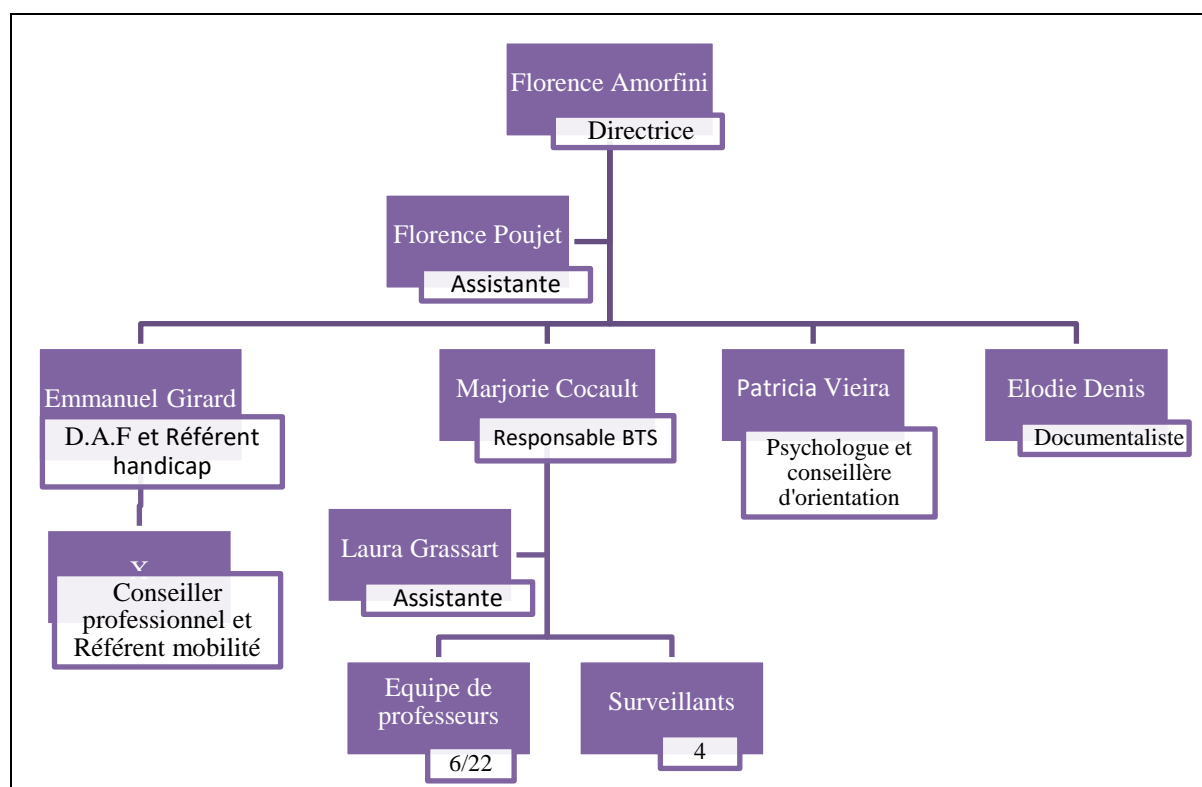 Florence Amorfini
Directrice
Florence Poujet
Assistante
Emmanuel Girard
D.A.F et Référent
handicap
Marjorie Cocault
Responsable BTS
Patricia Vieira
Psychologue et
conseillère
d'orientation
Elodie Denis
Documentaliste
X
Conseiller
professionnel et
Référent mobilité
Laura Grassart
Assistante
Equipe de
professeurs
6/22
Surveillants
4